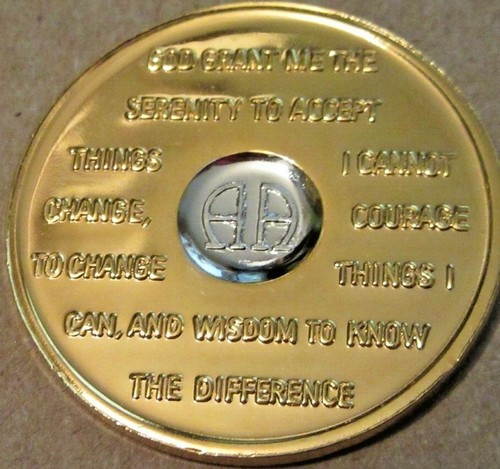 GOD GRANT ME THE
SERENITY TO ACCEPT
THINGS I CANNOT
CHANGE, COURAGE
TO CHANGE THINGS I
CAN, AND WISDOM TO KNOW
THE DIFFERENCE
AA